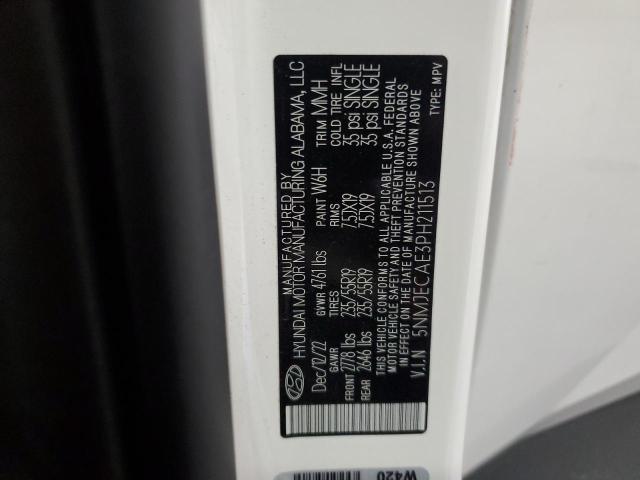 MANUFACTURED BY
HYUNDAI MOTOR MANUFACTURING ALABAMA, LLC
Dec/12/22 PAINT W6H TRIM MMH
GVWR 4761 lbs
GAWR TIRES RIMS COLD TIRE INFL
FRONT 2778 lbs 235/55R19 7.5JX19 35 psi SINGLE
REAR 2646 lbs 235/55R19 7.5JX19 35 psi SINGLE
THIS VEHICLE CONFORMS TO ALL APPLICABLE U.S.A. FEDERAL
MOTOR VEHICLE SAFETY AND THEFT PREVENTION STANDARDS
IN EFFECT ON THE DATE OF MANUFACTURE SHOWN ABOVE
V.I.N 5NMJECAE3PH211513 TYPE: MPV
W420